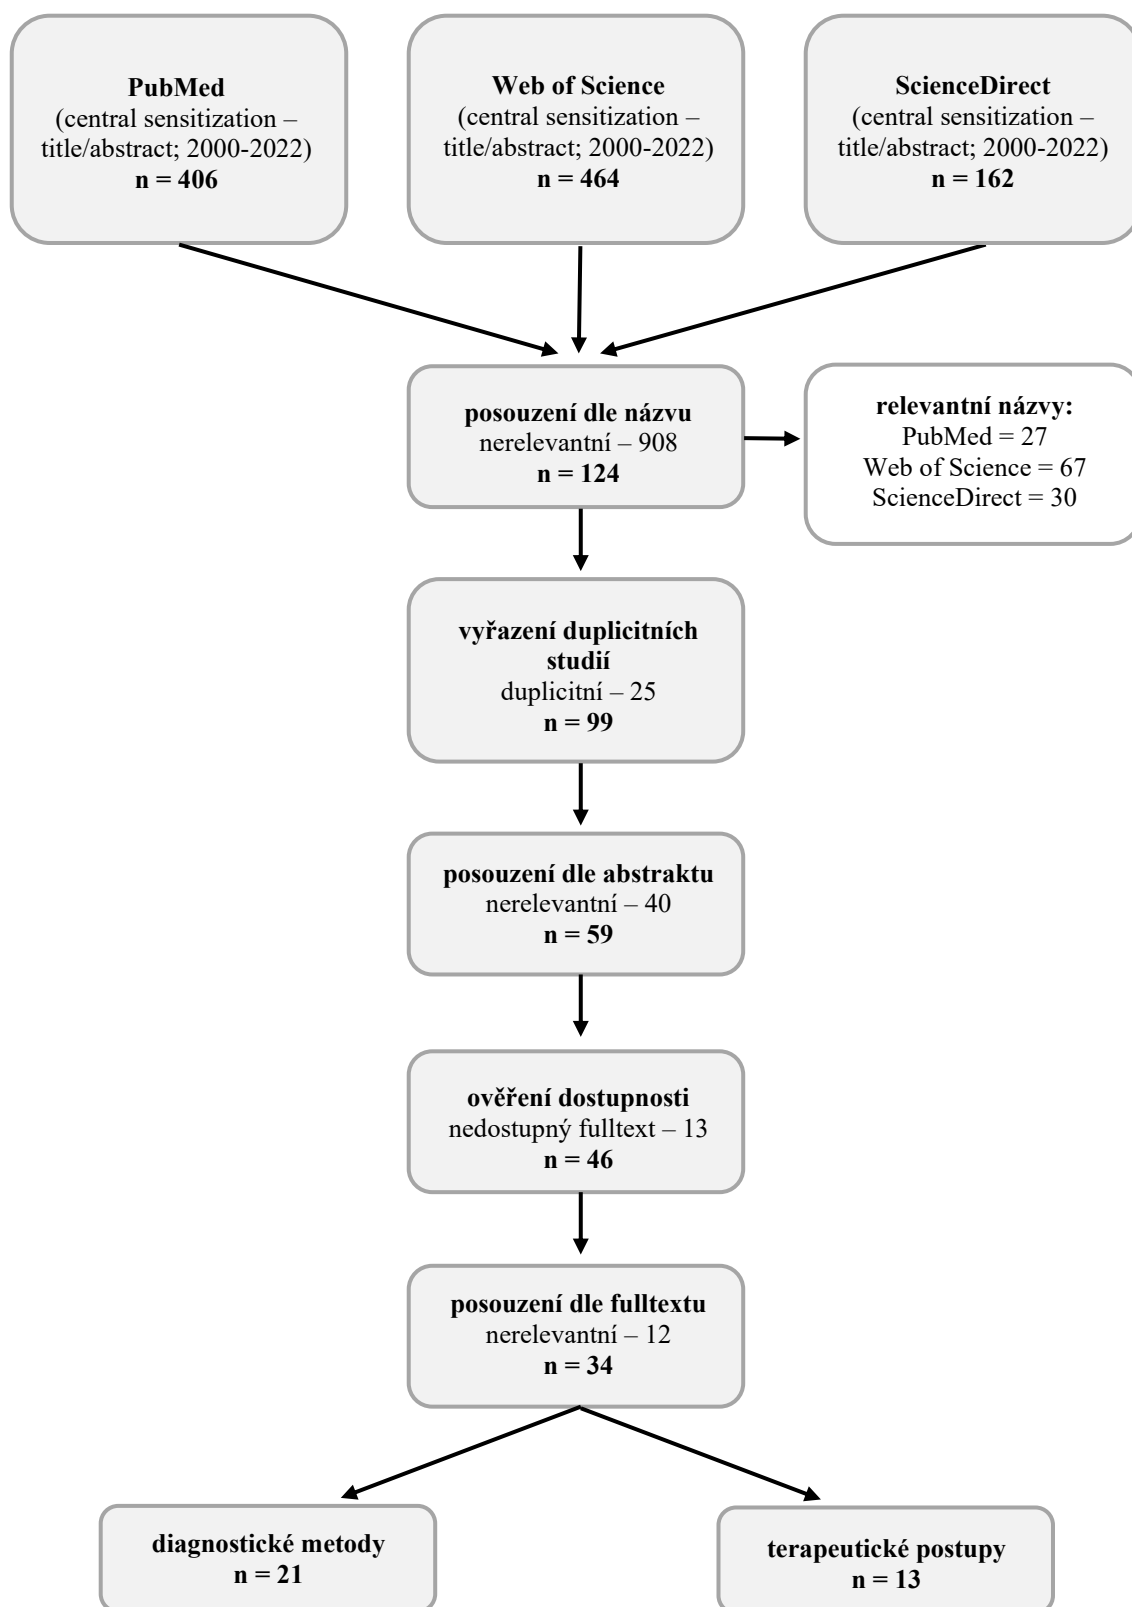 PubMed
(central sensitization –
title/abstract; 2000-2022)
n = 406
Web of Science
(central sensitization –
title/abstract; 2000-2022)
n = 464
ScienceDirect
(central sensitization –
title/abstract; 2000-2022)
n = 162
posouzení dle názvu
nerelevantní – 908
n = 124
relevantní názvy:
PubMed = 27
Web of Science = 67
ScienceDirect = 30
vyřazení duplicitních
studií
duplicitní – 25
n = 99
posouzení dle abstraktu
nerelevantní – 40
n = 59
ověření dostupnosti
nedostupný fulltext – 13
n = 46
posouzení dle fulltextu
nerelevantní – 12
n = 34
diagnostické metody
n = 21
terapeutické postupy
n = 13